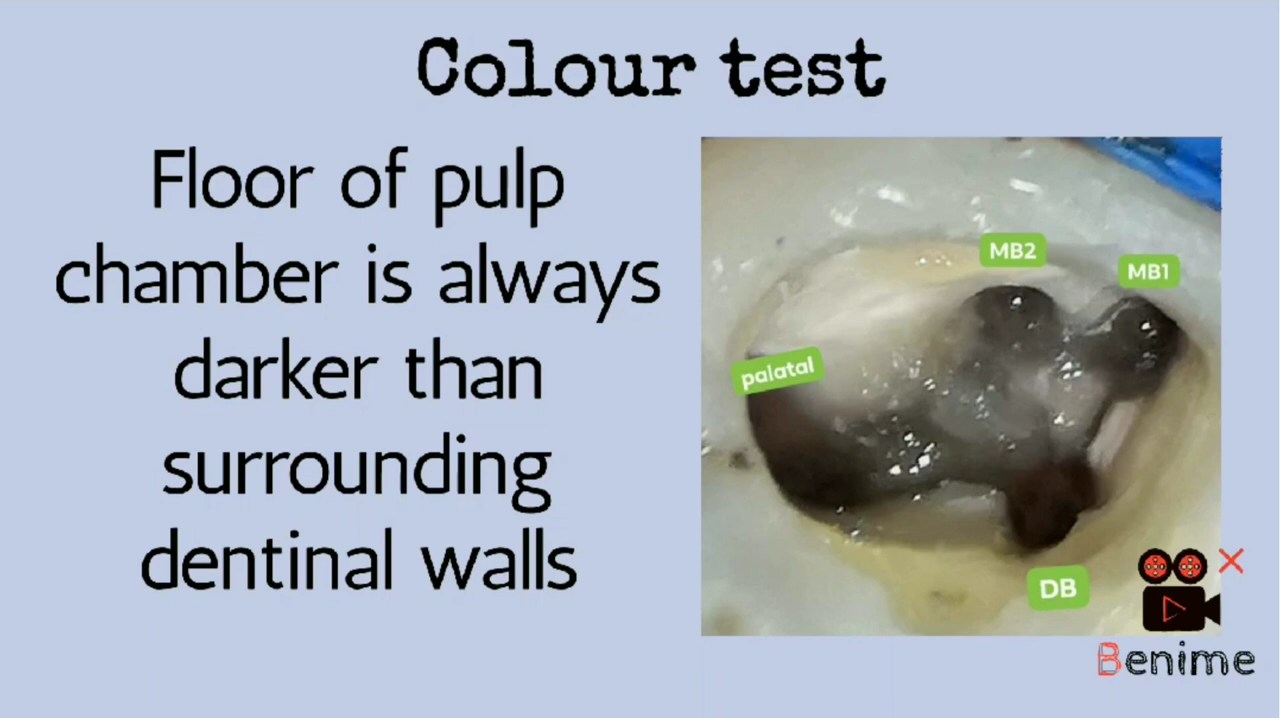 Colour test
Floor of pulp
chamber is always
darker than
surrounding
dentinal walls
MB2
MB1
palatal
DB
Benime